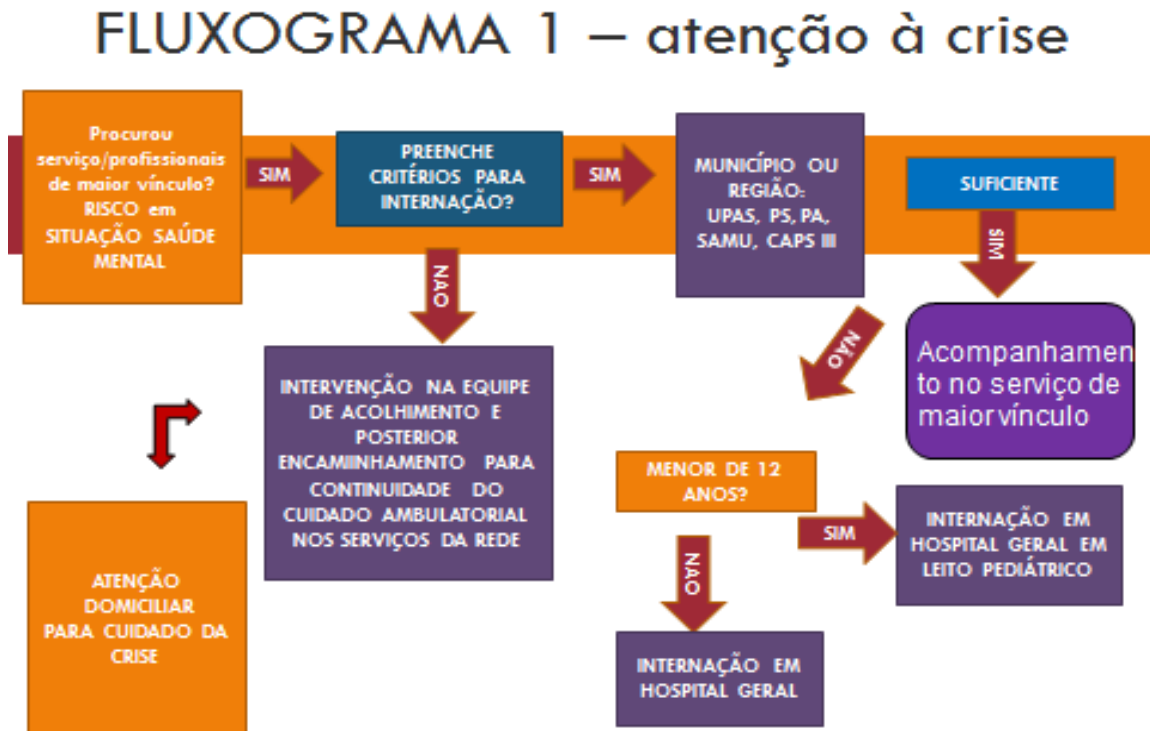 FLUXOGRAMA 1 – atenção à crise
Procurou
serviço/profissionais
de maior vínculo?
RISCO em
SITUAÇÃO SAÚDE
MENTAL
SIM
PREENCHE
CRITÉRIOS PARA
INTERNAÇÃO?
SIM
MUNICÍPIO OU
REGIÃO:
UPAS, PS, PA,
SAMU, CAPS III
SUFICIENTE
SIM
NAO
NÃO
Acompanhamen
to no serviço de
maior vínculo
INTERVENÇÃO NA EQUIPE
DE ACOLHIMENTO E
POSTERIOR
ENCAMIINHAMENTO PARA
CONTINUIDADE DO
CUIDADO AMBULATORIAL
NOS SERVIÇOS DA REDE
MENOR DE 12
ANOS?
SIM
INTERNAÇÃO EM
HOSPITAL GERAL EM
LEITO PEDIÁTRICO
NAO
ATENÇÃO
DOMICILIAR
PARA CUIDADO DA
CRISE
INTERNAÇÃO EM
HOSPITAL GERAL